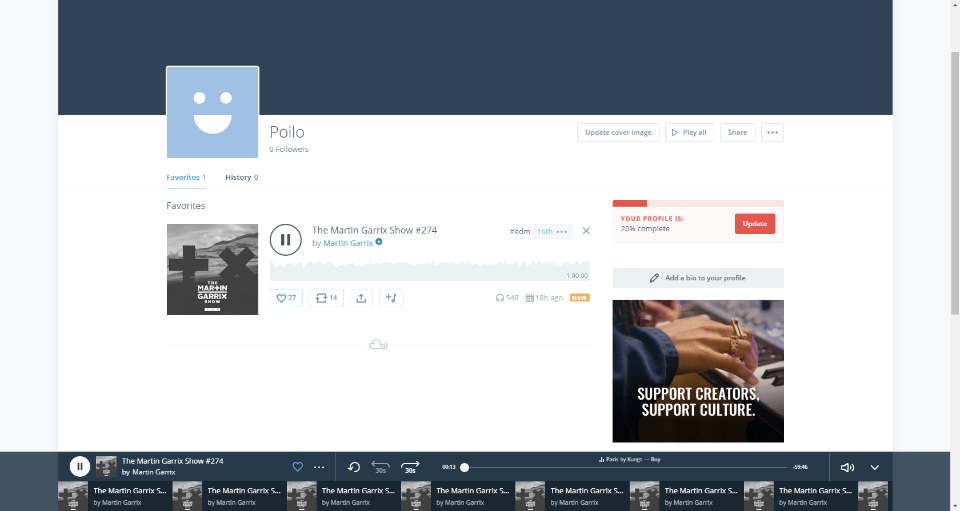 Poilo
0 Followers
Update cover image
Play all
Share
Favorites 1
History 0
Favorites
The Martin Garrix Show #274
by Martin Garrix
#edm
16th
1:00:00
27
14
548
18h ago
NEW
THE
MARTIN
GARRIX
SHOW
YOUR PROFILE IS:
20% complete
Update
Add a bio to your profile
SUPPORT CREATORS,
SUPPORT CULTURE.
The Martin Garrix Show #274
by Martin Garrix
30s
30s
00:13
Paris by Kungs — Buy
-59:46
The Martin Garrix S...
by Martin Garrix
The Martin Garrix S...
by Martin Garrix
The Martin Garrix S...
by Martin Garrix
The Martin Garrix S...
by Martin Garrix
The Martin Garrix S...
by Martin Garrix
The Martin Garrix S...
by Martin Garrix
The Martin Garrix S...
by Martin Garrix